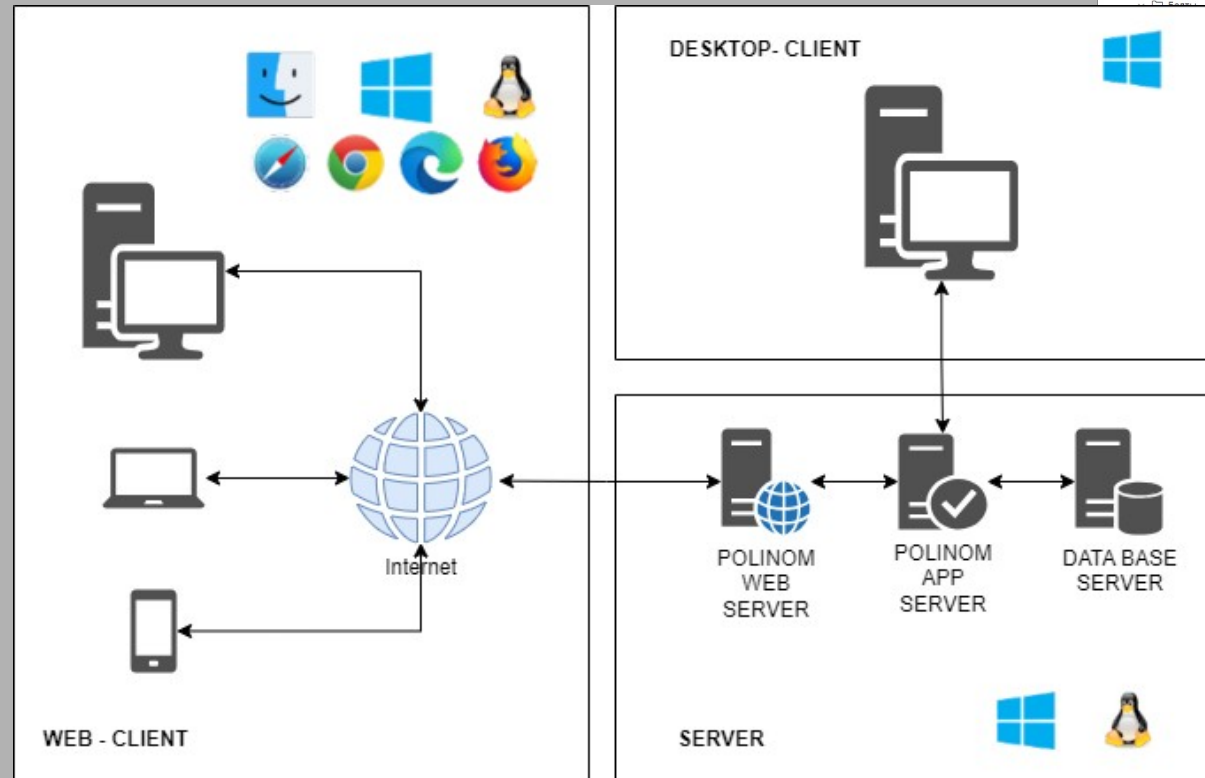 DESKTOP- CLIENT
Internet
POLINOM
WEB
SERVER
POLINOM
APP
SERVER
DATA BASE
SERVER
WEB - CLIENT
SERVER